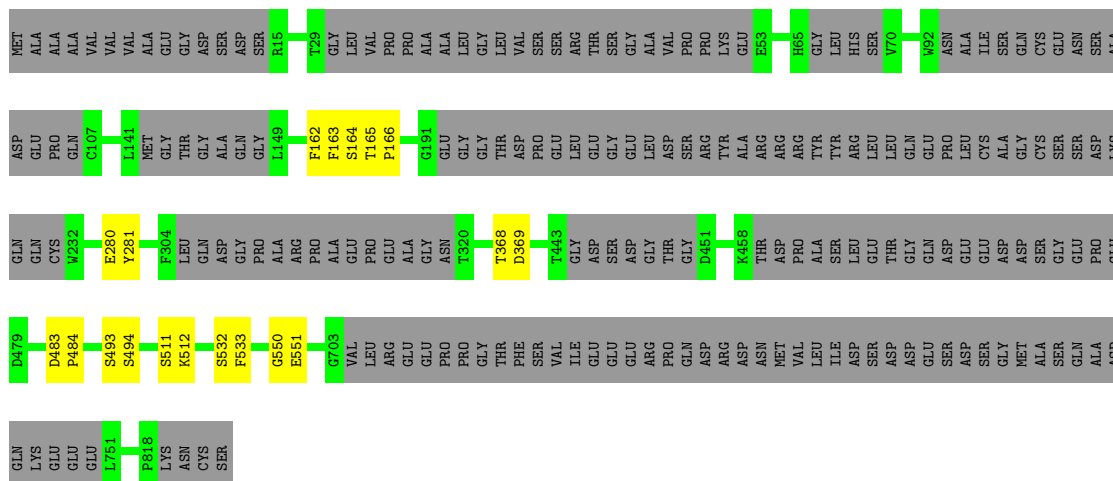 MET ALA ALA ALA VAL VAL VAL ALA GLU GLY ASP SER ASP SER R15 T29 GLY LEU VAL PRO PRO ALA ALA LEU GLY LEU VAL SER SER ARG THR SER GLY ALA VAL PRO PRO LYS GLU E53 H65 GLY LEU HIS SER V70 W92 ASN ALA ILE SER GLN CYS GLU ASN SER ALA
ASP GLU PRO GLN C107 L141 MET GLY THR GLY ALA GLN GLY L149 F162 F163 S164 T165 P166 G191 GLU GLY GLY THR ASP PRO GLU LEU GLU GLY GLU LEU ASP SER ARG TYR ALA ARG ARG ARG TYR TYR ARG LEU LEU GLN GLU PRO LEU CYS ALA GLY CYS SER SER ASP LYS
GLN GLN CYS W232 E280 Y281 F304 LEU GLN ASP GLY PRO ALA ARG PRO ALA GLU PRO GLU ALA GLY ASN T320 T368 D369 T443 GLY ASP SER ASP GLY THR GLY D451 K458 THR ASP PRO ALA SER LEU GLU THR GLY GLN ASP GLU GLU ASP ASP SER GLY GLU PRO GLU
D479 D483 P484 S493 S494 S511 K512 S532 F533 G550 E551 G703 VAL LEU ARG GLU GLU PRO PRO GLY THR PHE SER VAL ILE GLU GLU GLU ARG PRO GLN ASP ARG ASP ASN MET VAL LEU ILE ASP SER ASP ASP GLU SER ASP SER GLY MET ALA SER GLN ALA ASP
GLN LYS GLU GLU GLU L751 P818 LYS ASN CYS SER